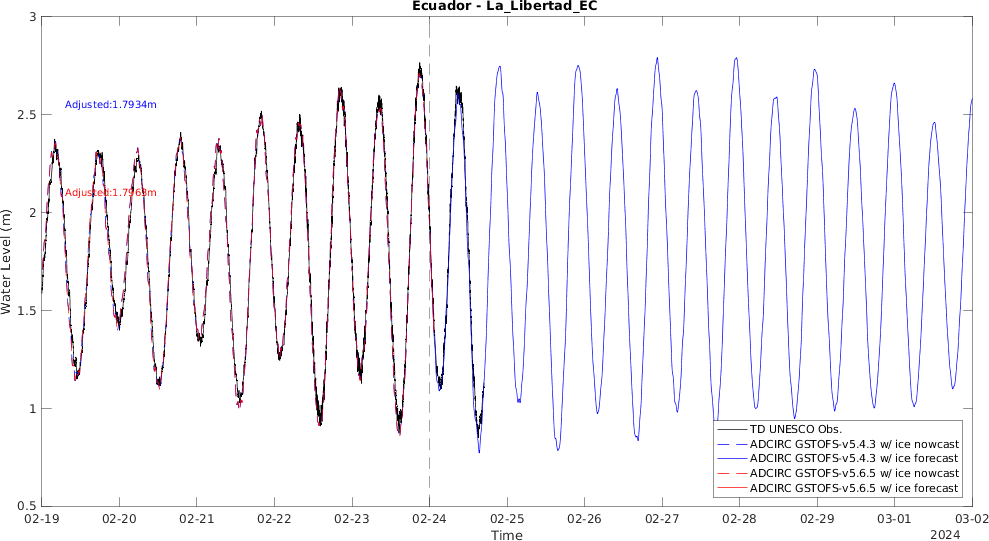 Ecuador - La_Libertad_EC
3
2.5
2
1.5
1
0.5
Water Level (m)
Adjusted:1.7934m
Adjusted:1.7963m
TD UNESCO Obs.
ADCIRC GSTOFS-v5.4.3 w/ ice nowcast
ADCIRC GSTOFS-v5.4.3 w/ ice forecast
ADCIRC GSTOFS-v5.6.5 w/ ice nowcast
ADCIRC GSTOFS-v5.6.5 w/ ice forecast
02-19 02-20 02-21 02-22 02-23 02-24 02-25 02-26 02-27 02-28 02-29 03-01 03-02
Time
2024